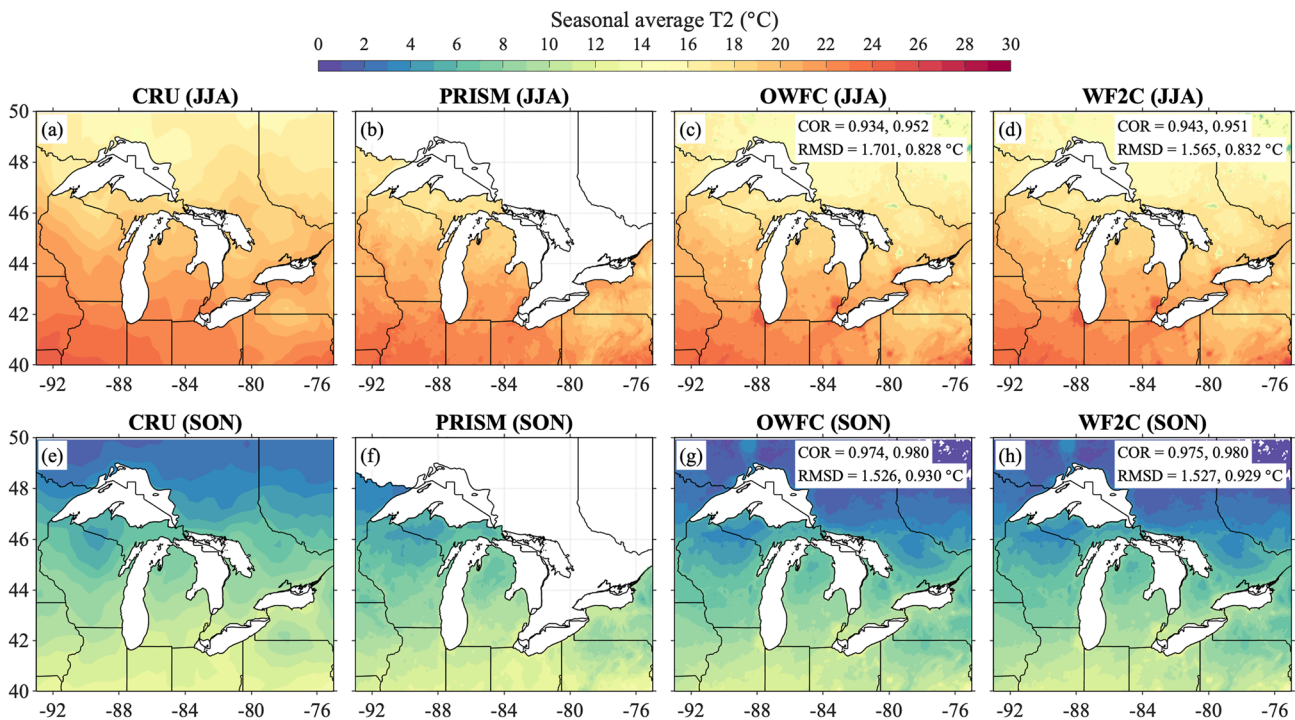 Seasonal average T2 (°C)
0 2 4 6 8 10 12 14 16 18 20 22 24 26 28 30
CRU (JJA) PRISM (JJA) OWFC (JJA) WF2C (JJA)
50
48
46
44
42
40
(a) (b) (c) (d)
COR = 0.934, 0.952
RMSD = 1.701, 0.828 °C
COR = 0.943, 0.951
RMSD = 1.565, 0.832 °C
-92 -88 -84 -80 -76 -92 -88 -84 -80 -76 -92 -88 -84 -80 -76 -92 -88 -84 -80 -76
CRU (SON) PRISM (SON) OWFC (SON) WF2C (SON)
50
48
46
44
42
40
(e) (f) (g) (h)
COR = 0.974, 0.980
RMSD = 1.526, 0.930 °C
COR = 0.975, 0.980
RMSD = 1.527, 0.929 °C
-92 -88 -84 -80 -76 -92 -88 -84 -80 -76 -92 -88 -84 -80 -76 -92 -88 -84 -80 -76